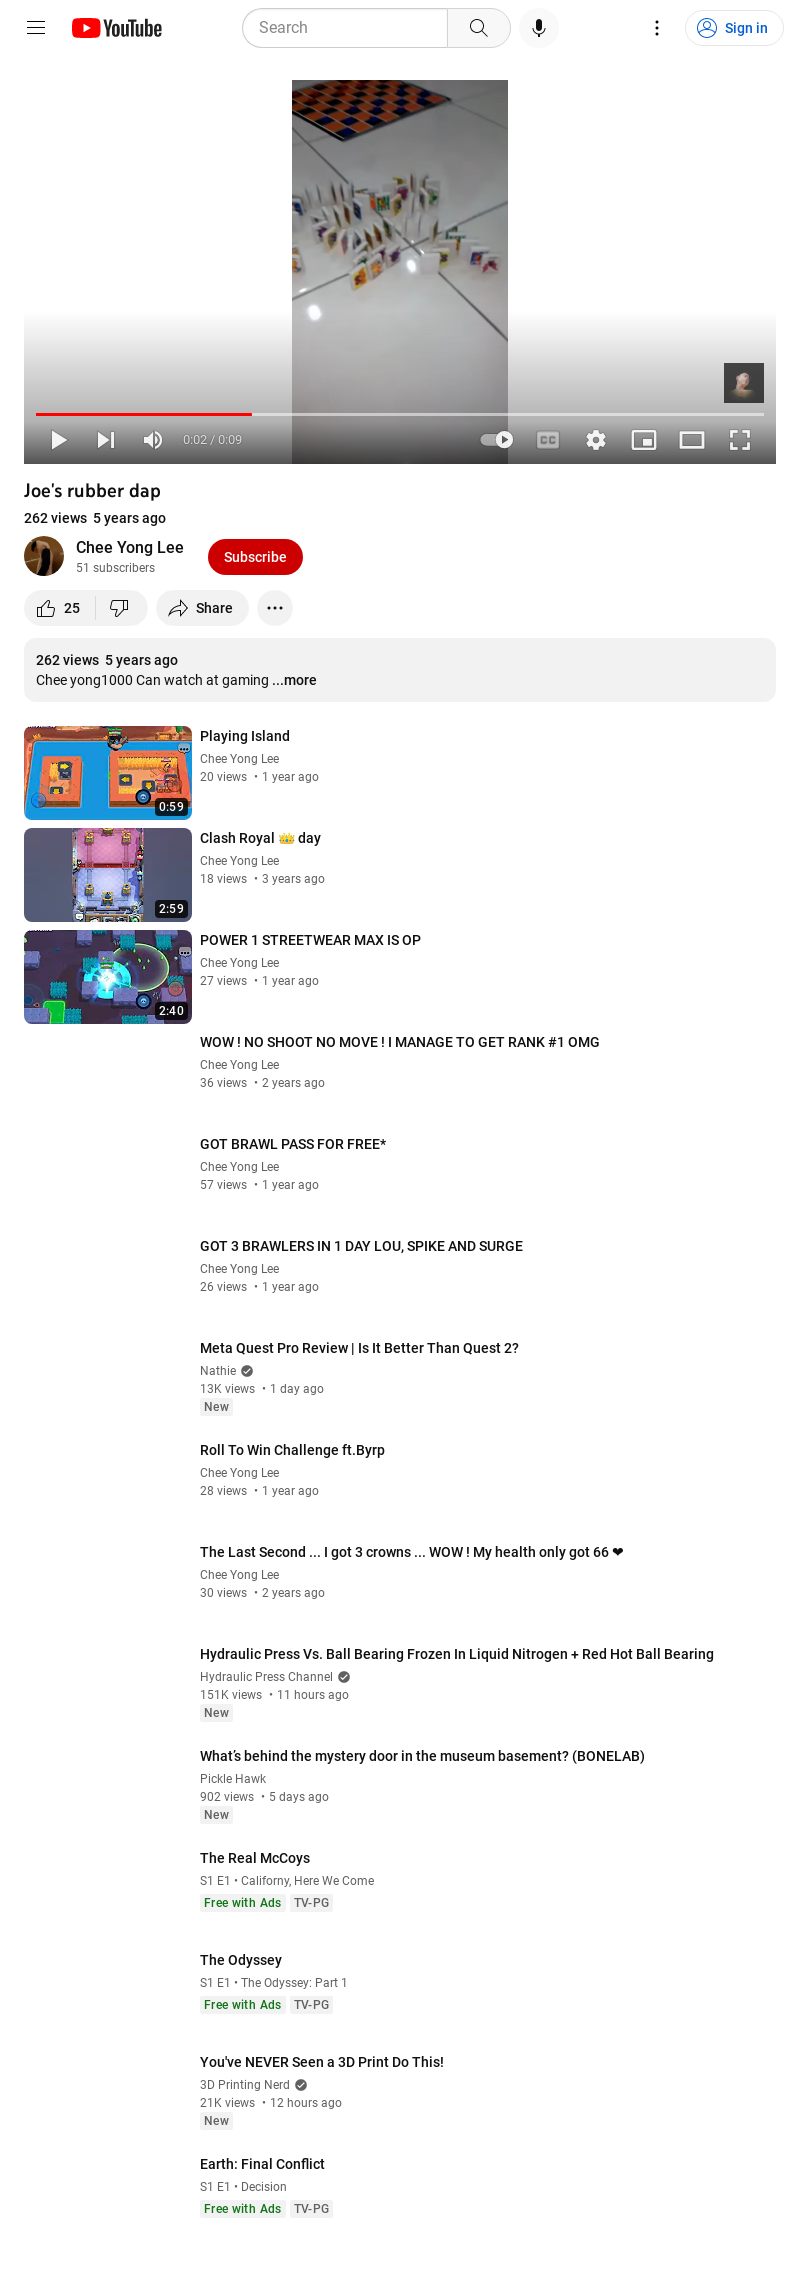 YouTube
Search
Sign in
0:02 / 0:09
CC
Joe's rubber dap
262 views 5 years ago
Chee Yong Lee
51 subscribers
Subscribe
25
Share
262 views 5 years ago
Chee yong1000 Can watch at gaming ...more
0:59
Playing Island
Chee Yong Lee
20 views • 1 year ago
2:59
Clash Royal 👑 day
Chee Yong Lee
18 views • 3 years ago
2:40
POWER 1 STREETWEAR MAX IS OP
Chee Yong Lee
27 views • 1 year ago
WOW ! NO SHOOT NO MOVE ! I MANAGE TO GET RANK #1 OMG
Chee Yong Lee
36 views • 2 years ago
GOT BRAWL PASS FOR FREE*
Chee Yong Lee
57 views • 1 year ago
GOT 3 BRAWLERS IN 1 DAY LOU, SPIKE AND SURGE
Chee Yong Lee
26 views • 1 year ago
Meta Quest Pro Review | Is It Better Than Quest 2?
Nathie
13K views • 1 day ago
New
Roll To Win Challenge ft.Byrp
Chee Yong Lee
28 views • 1 year ago
The Last Second ... I got 3 crowns ... WOW ! My health only got 66 ❤
Chee Yong Lee
30 views • 2 years ago
Hydraulic Press Vs. Ball Bearing Frozen In Liquid Nitrogen + Red Hot Ball Bearing
Hydraulic Press Channel
151K views • 11 hours ago
New
What's behind the mystery door in the museum basement? (BONELAB)
Pickle Hawk
902 views • 5 days ago
New
The Real McCoys
S1 E1 • Californy, Here We Come
Free with Ads TV-PG
The Odyssey
S1 E1 • The Odyssey: Part 1
Free with Ads TV-PG
You've NEVER Seen a 3D Print Do This!
3D Printing Nerd
21K views • 12 hours ago
New
Earth: Final Conflict
S1 E1 • Decision
Free with Ads TV-PG